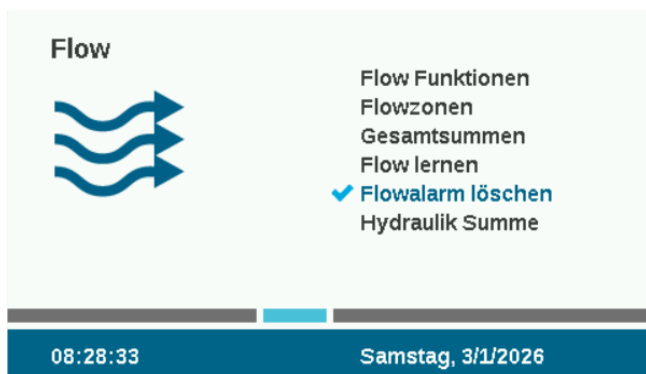 Flow
Flow Funktionen
Flowzonen
Gesamtsummen
Flow lernen
Flowalarm löschen
Hydraulik Summe
08:28:33
Samstag, 3/1/2026